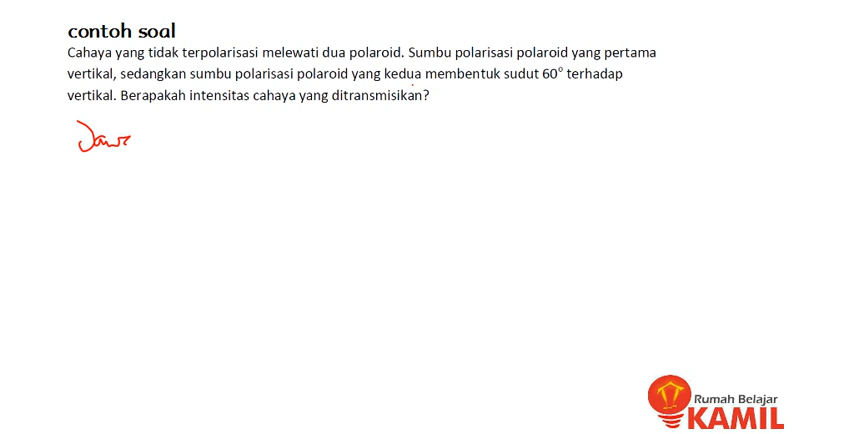 contoh soal
Cahaya yang tidak terpolarisasi melewati dua polaroid. Sumbu polarisasi polaroid yang pertama
vertikal, sedangkan sumbu polarisasi polaroid yang kedua membentuk sudut 60° terhadap
vertikal. Berapakah intensitas cahaya yang ditransmisikan?
Rumah Belajar
KAMIL